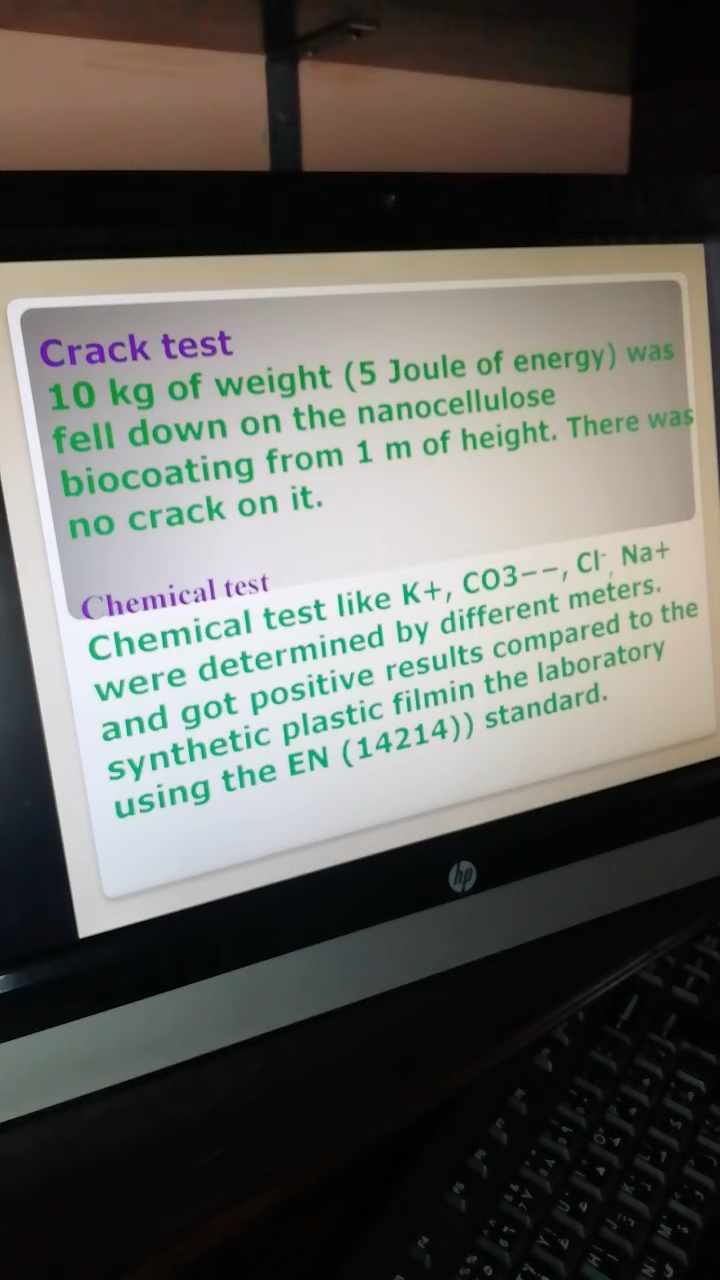 Crack test
10 kg of weight (5 Joule of energy) was
fell down on the nanocellulose
biocoating from 1 m of height. There was
no crack on it.
Chemical test
Chemical test like K+, CO3−−, Cl-, Na+
were determined by different meters.
and got positive results compared to the
synthetic plastic filmin the laboratory
using the EN (14214)) standard.
hp